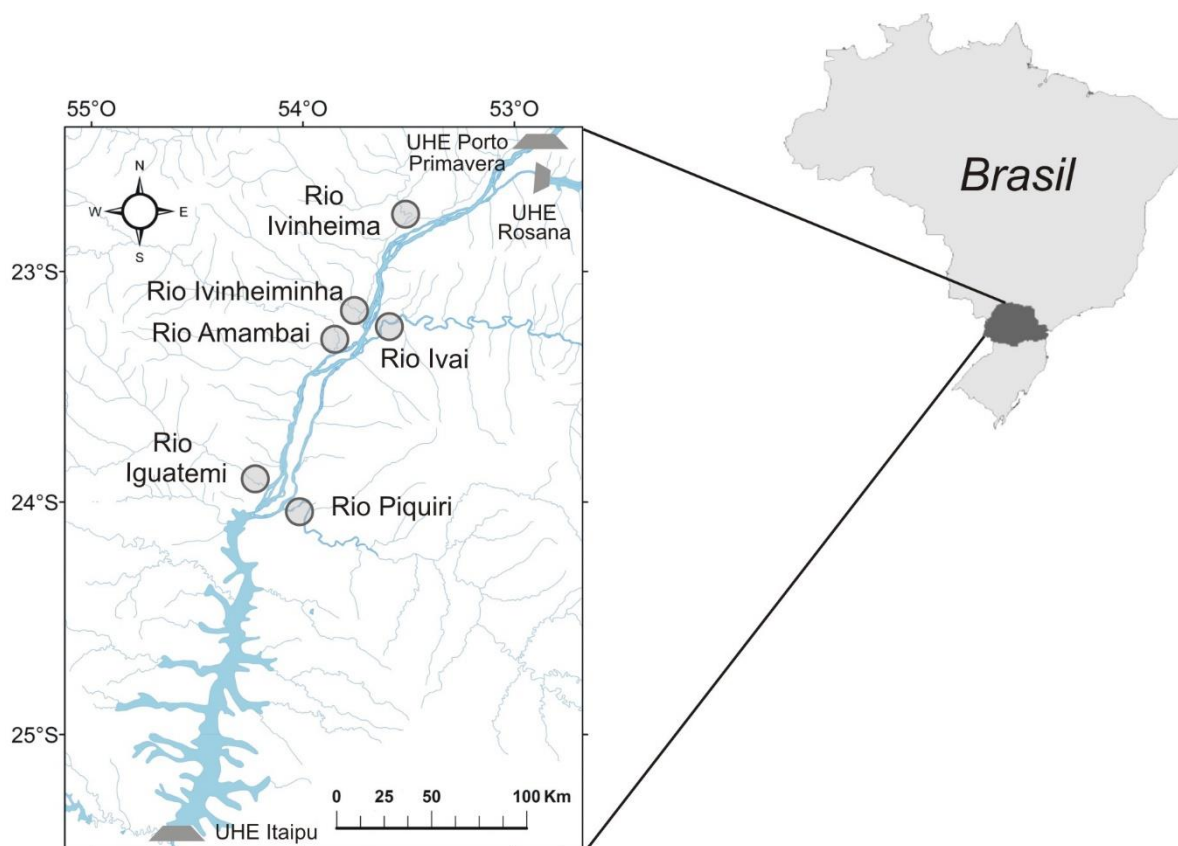 55°O
54°O
53°O
UHE Porto
Primavera
N
W
E
S
Rio
Ivinheima
UHE
Rosana
23°S
Rio Ivinheiminha
Rio Amambai
Rio Ivai
Rio
Iguatemi
24°S
Rio Piquiri
25°S
0 25 50 100 Km
UHE Itaipu
Brasil